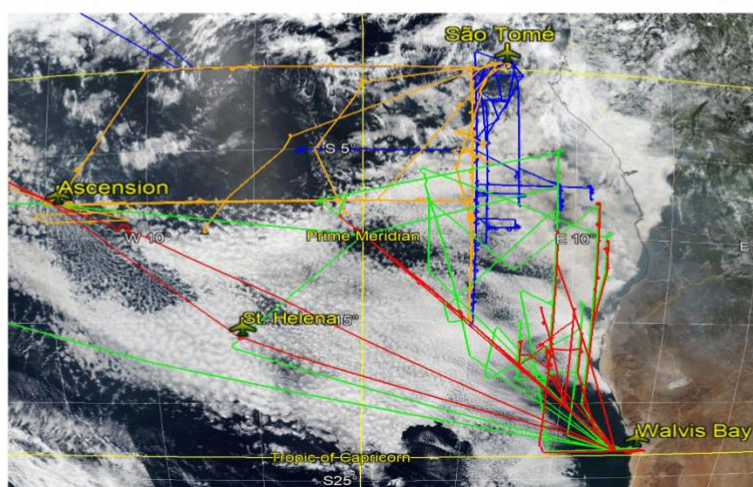 São Tomé
S 5°
Ascension
W 10°
Prime Meridian
E 10°
E
St. Helena
15°
Walvis Bay
Tropic of Capricorn
S25°